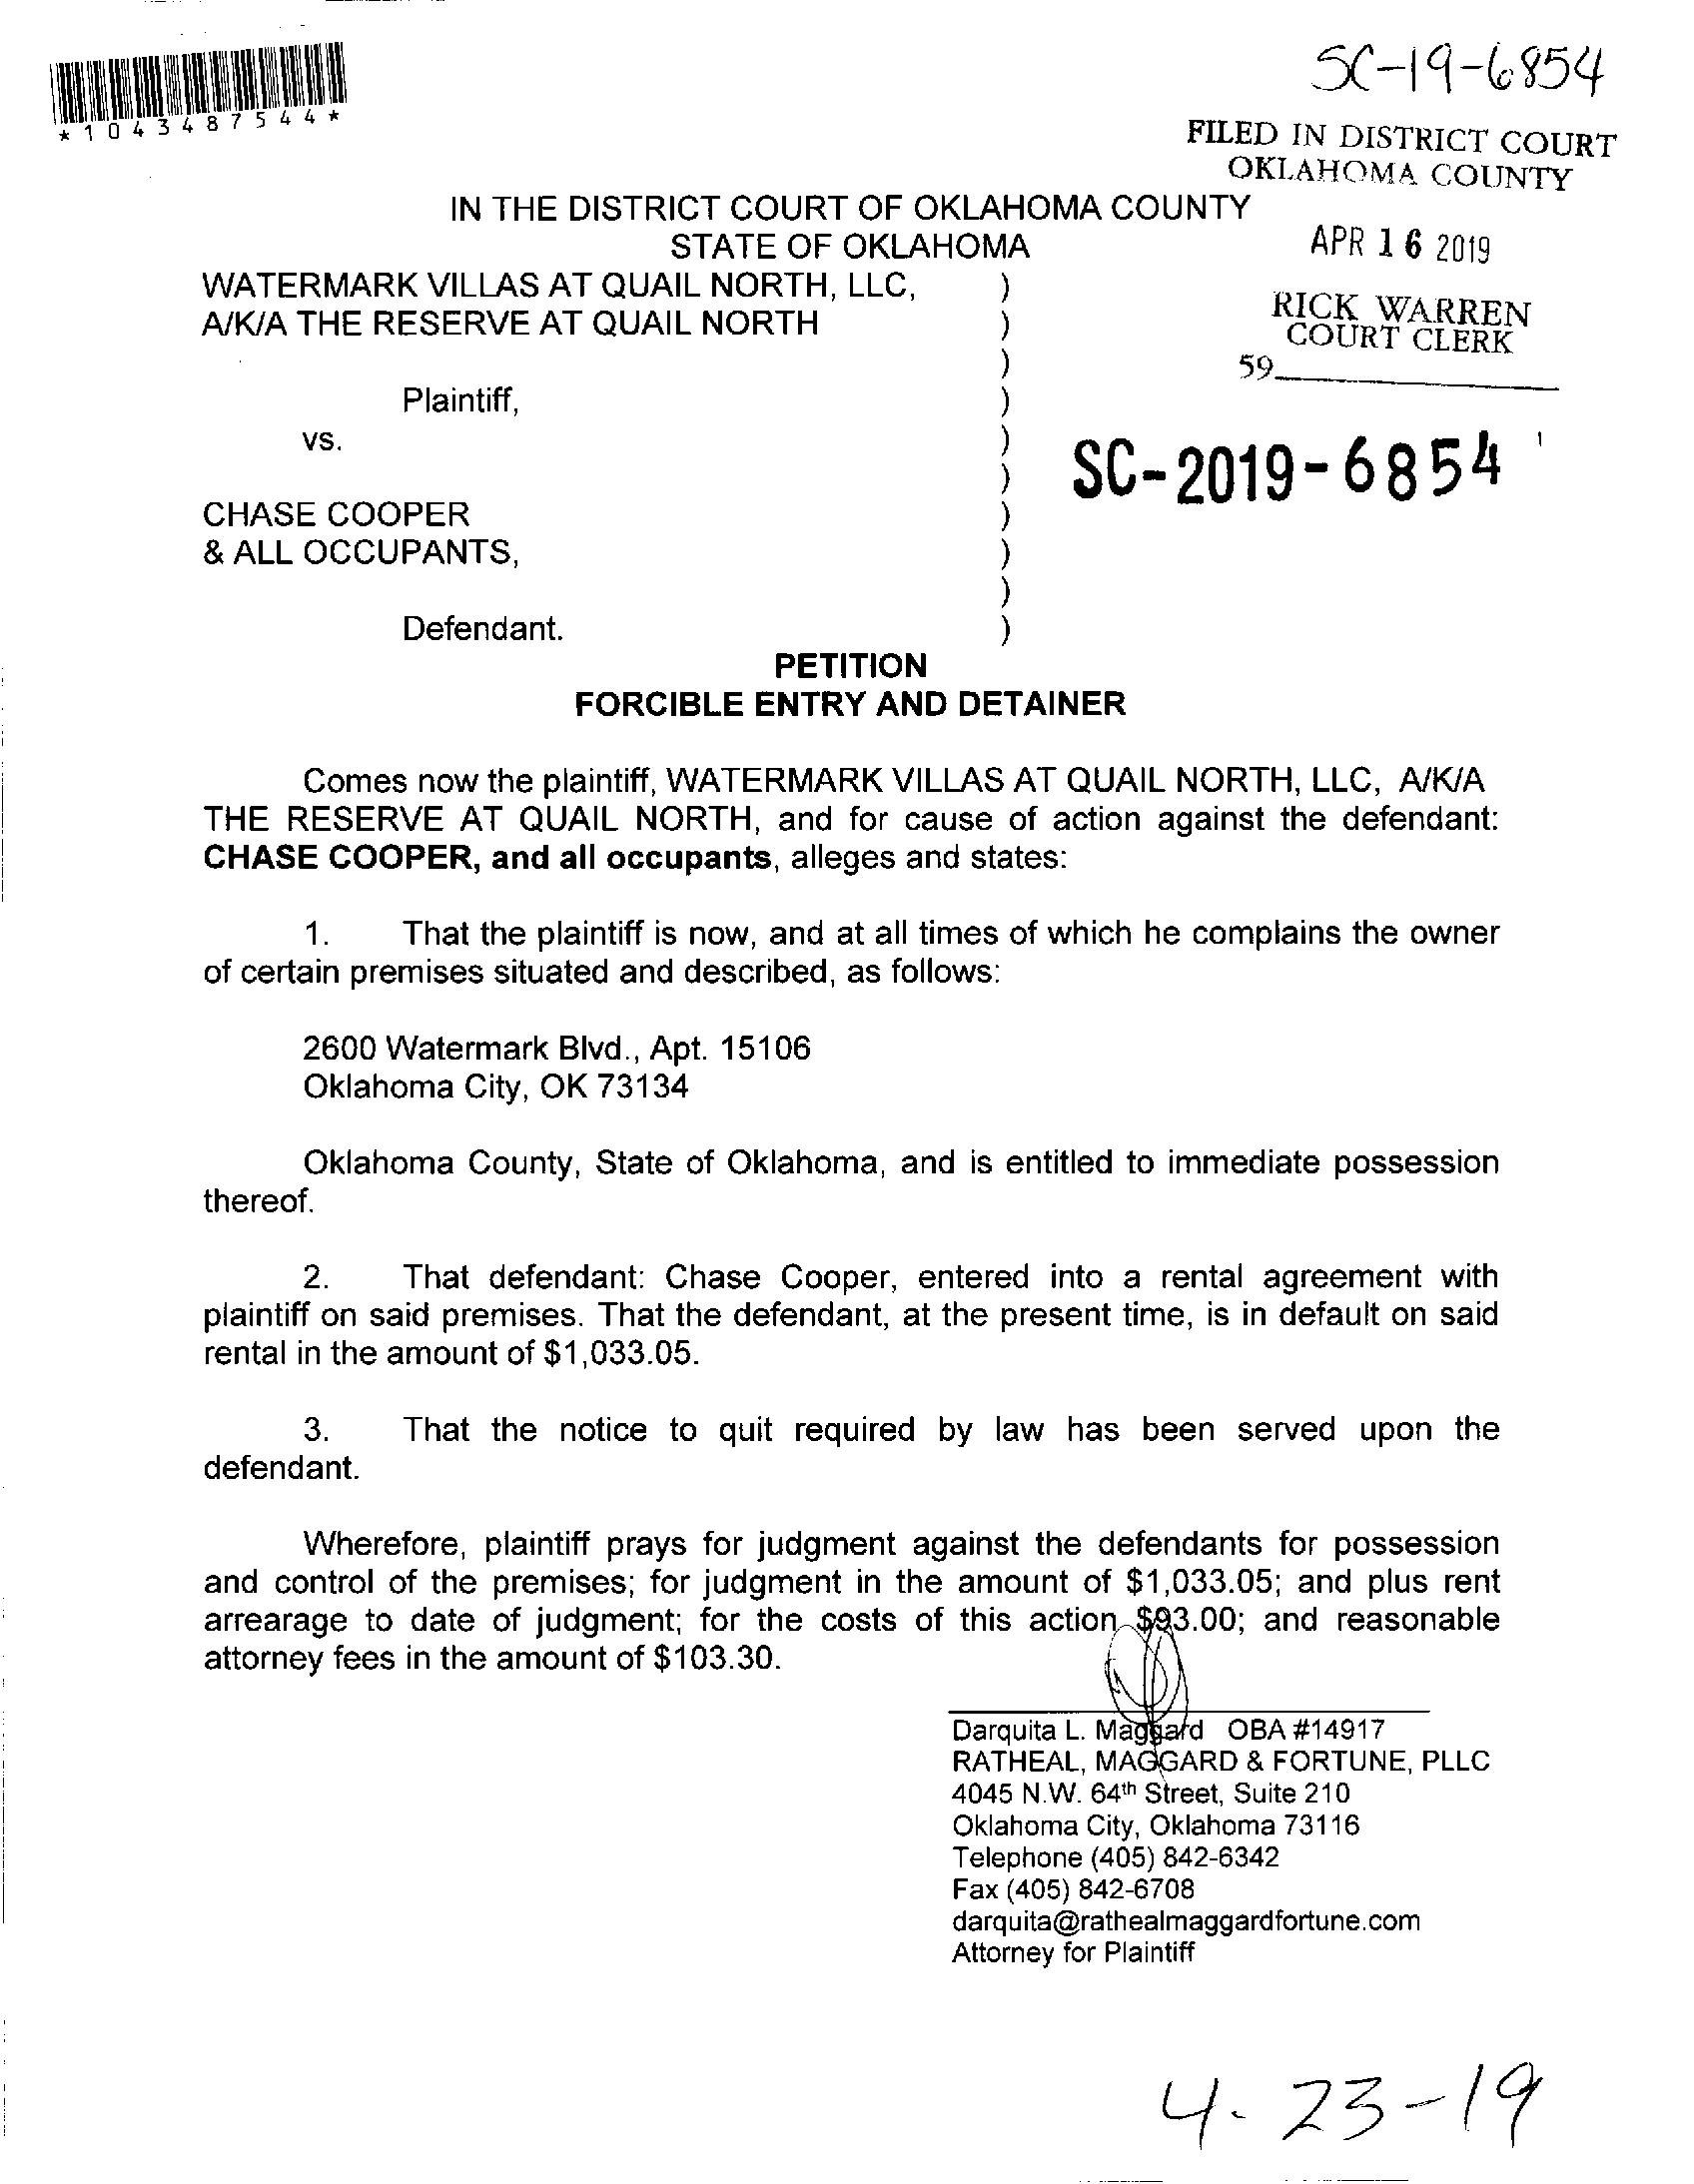 *1043487544*
SC-19-6854
FILED IN DISTRICT COURT
OKLAHOMA COUNTY
APR 16 2019
RICK WARREN
COURT CLERK
59
IN THE DISTRICT COURT OF OKLAHOMA COUNTY
STATE OF OKLAHOMA
WATERMARK VILLAS AT QUAIL NORTH, LLC, )
A/K/A THE RESERVE AT QUAIL NORTH )
)
Plaintiff, )
vs. )
SC-2019-6854
)
CHASE COOPER )
& ALL OCCUPANTS, )
)
Defendant. )
PETITION
FORCIBLE ENTRY AND DETAINER
Comes now the plaintiff, WATERMARK VILLAS AT QUAIL NORTH, LLC, A/K/A
THE RESERVE AT QUAIL NORTH, and for cause of action against the defendant:
CHASE COOPER, and all occupants, alleges and states:
1. That the plaintiff is now, and at all times of which he complains the owner
of certain premises situated and described, as follows:
2600 Watermark Blvd., Apt. 15106
Oklahoma City, OK 73134
Oklahoma County, State of Oklahoma, and is entitled to immediate possession
thereof.
2. That defendant: Chase Cooper, entered into a rental agreement with
plaintiff on said premises. That the defendant, at the present time, is in default on said
rental in the amount of $1,033.05.
3. That the notice to quit required by law has been served upon the
defendant.
Wherefore, plaintiff prays for judgment against the defendants for possession
and control of the premises; for judgment in the amount of $1,033.05; and plus rent
arrearage to date of judgment; for the costs of this action $93.00; and reasonable
attorney fees in the amount of $103.30.
Darquita L. Maggard OBA #14917
RATHEAL, MAGGARD & FORTUNE, PLLC
4045 N.W. 64th Street, Suite 210
Oklahoma City, Oklahoma 73116
Telephone (405) 842-6342
Fax (405) 842-6708
darquita@rathealmaggardfortune.com
Attorney for Plaintiff
4-23-19